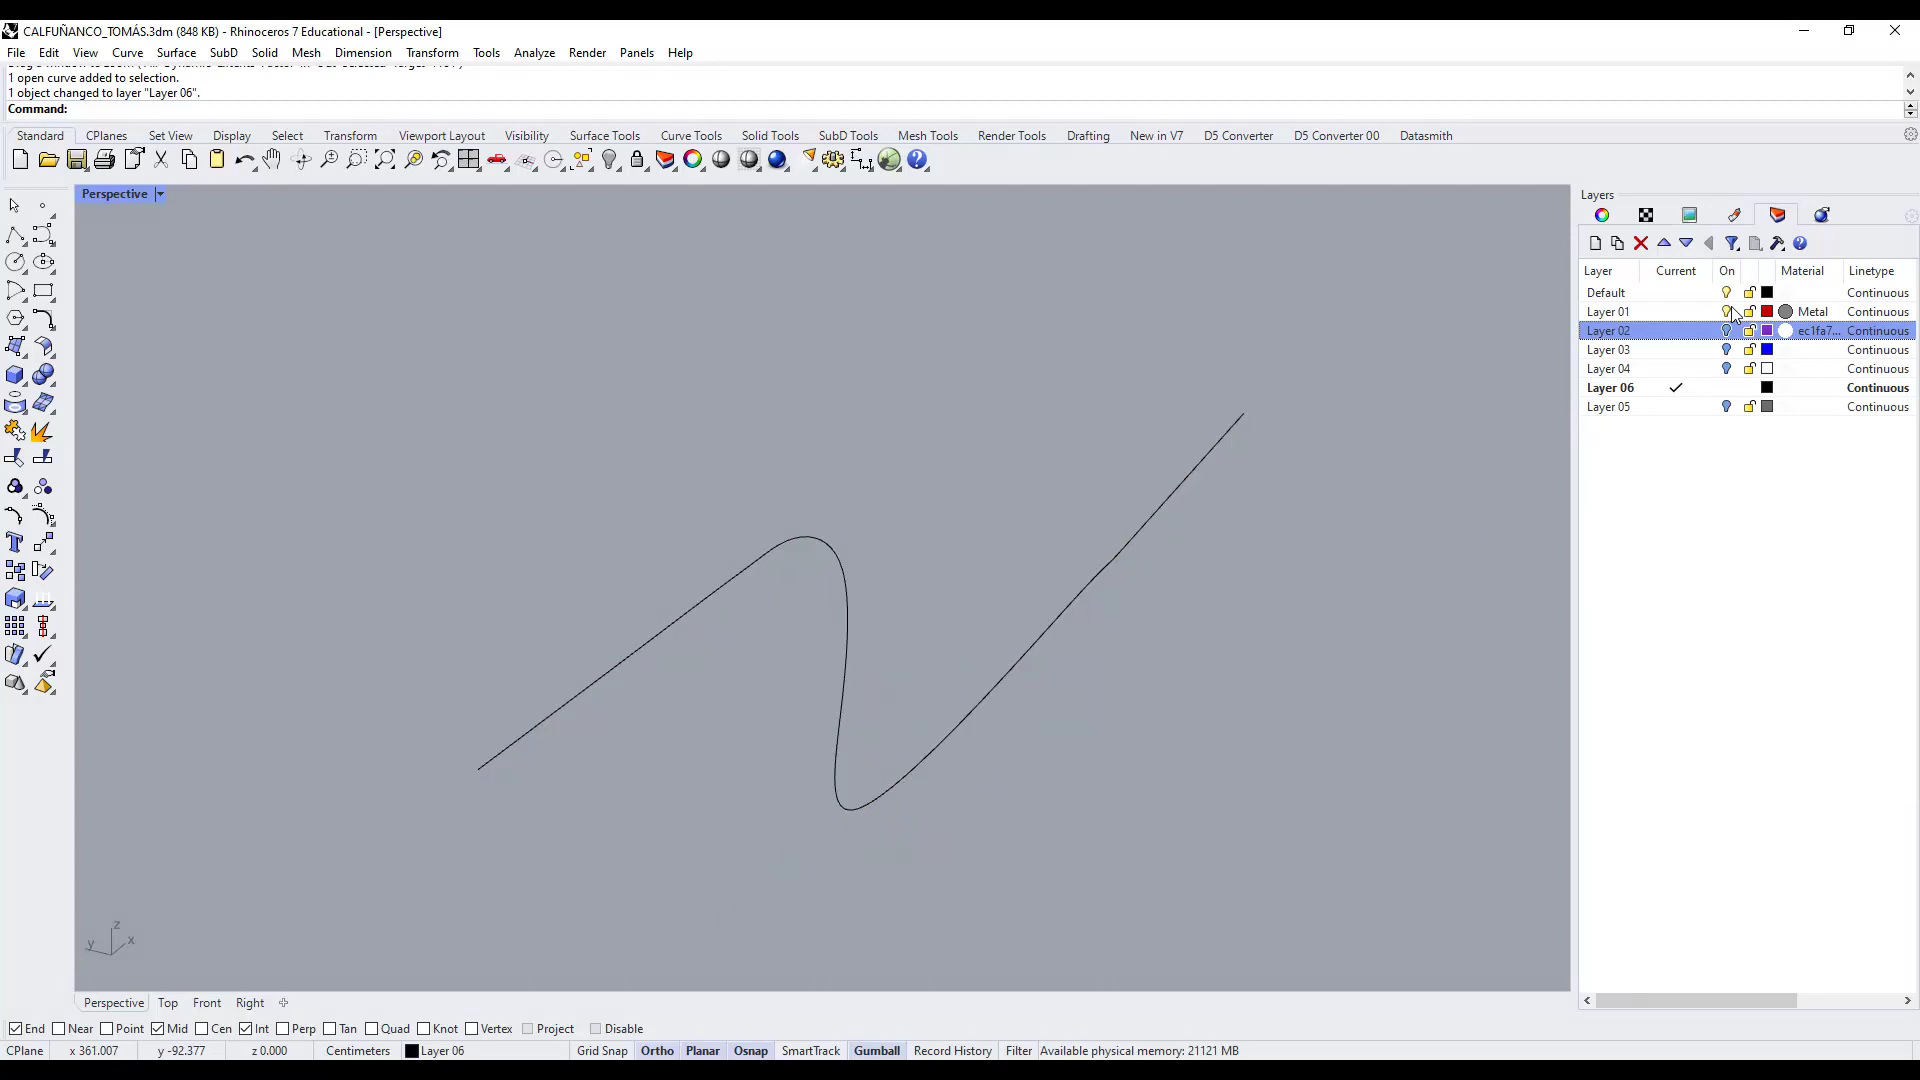 CALFUÑANCO_TOMÁS.3dm (848 KB) - Rhinoceros 7 Educational - [Perspective]
File Edit View Curve Surface SubD Solid Mesh Dimension Transform Tools Analyze Render Panels Help
1 open curve added to selection.
1 object changed to layer "Layer 06".
Command:
Standard CPlanes Set View Display Select Transform Viewport Layout Visibility Surface Tools Curve Tools Solid Tools SubD Tools Mesh Tools Render Tools Drafting New in V7 D5 Converter D5 Converter 00 Datasmith
Perspective
Layers
Layer Current On Material Linetype
Default Continuous
Layer 01 Metal Continuous
Layer 02 ec1fa7... Continuous
Layer 03 Continuous
Layer 04 Continuous
Layer 06 Continuous
Layer 05 Continuous
z
y x
Perspective Top Front Right
End Near Point Mid Cen Int Perp Tan Quad Knot Vertex Project Disable
CPlane x 361.007 y -92.377 z 0.000 Centimeters Layer 06 Grid Snap Ortho Planar Osnap SmartTrack Gumball Record History Filter Available physical memory: 21121 MB